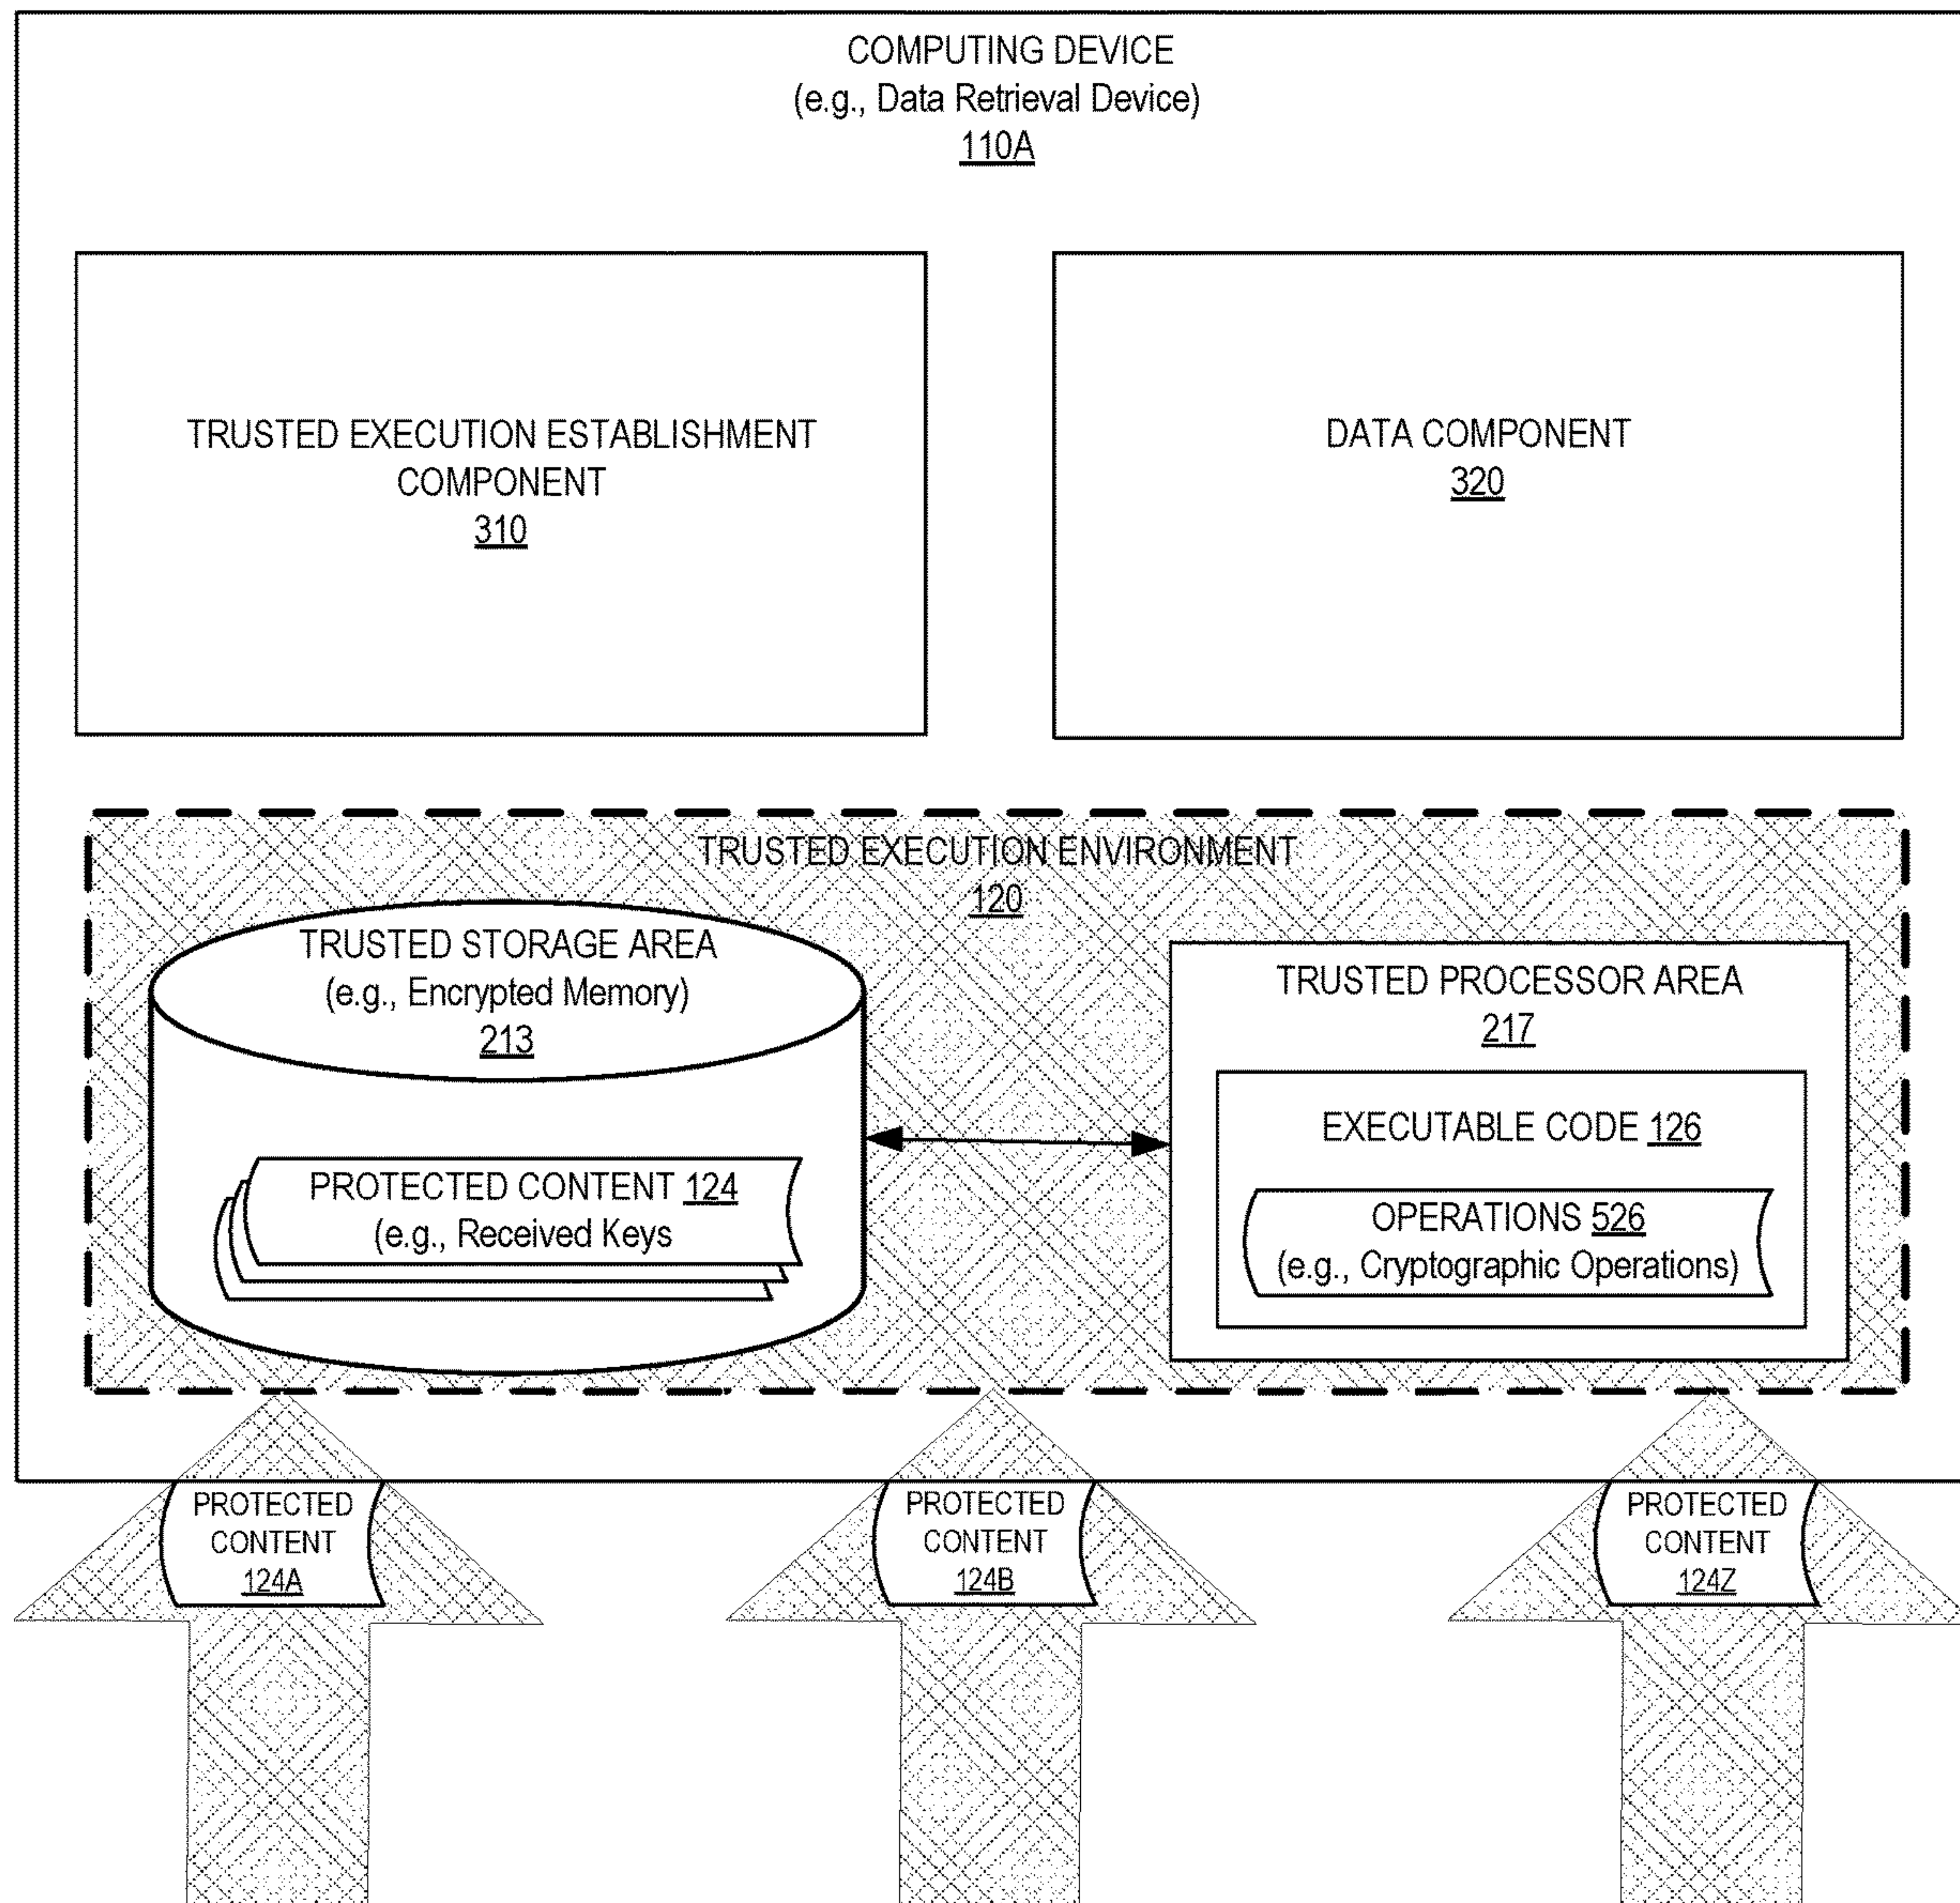 COMPUTING DEVICE
(e.g., Data Retrieval Device)
110A
TRUSTED EXECUTION ESTABLISHMENT
COMPONENT
310
DATA COMPONENT
320
TRUSTED EXECUTION ENVIRONMENT
120
TRUSTED STORAGE AREA
(e.g., Encrypted Memory)
213
PROTECTED CONTENT 124
(e.g., Received Keys
TRUSTED PROCESSOR AREA
217
EXECUTABLE CODE 126
OPERATIONS 526
(e.g., Cryptographic Operations)
PROTECTED
CONTENT
124A
PROTECTED
CONTENT
124B
PROTECTED
CONTENT
124Z